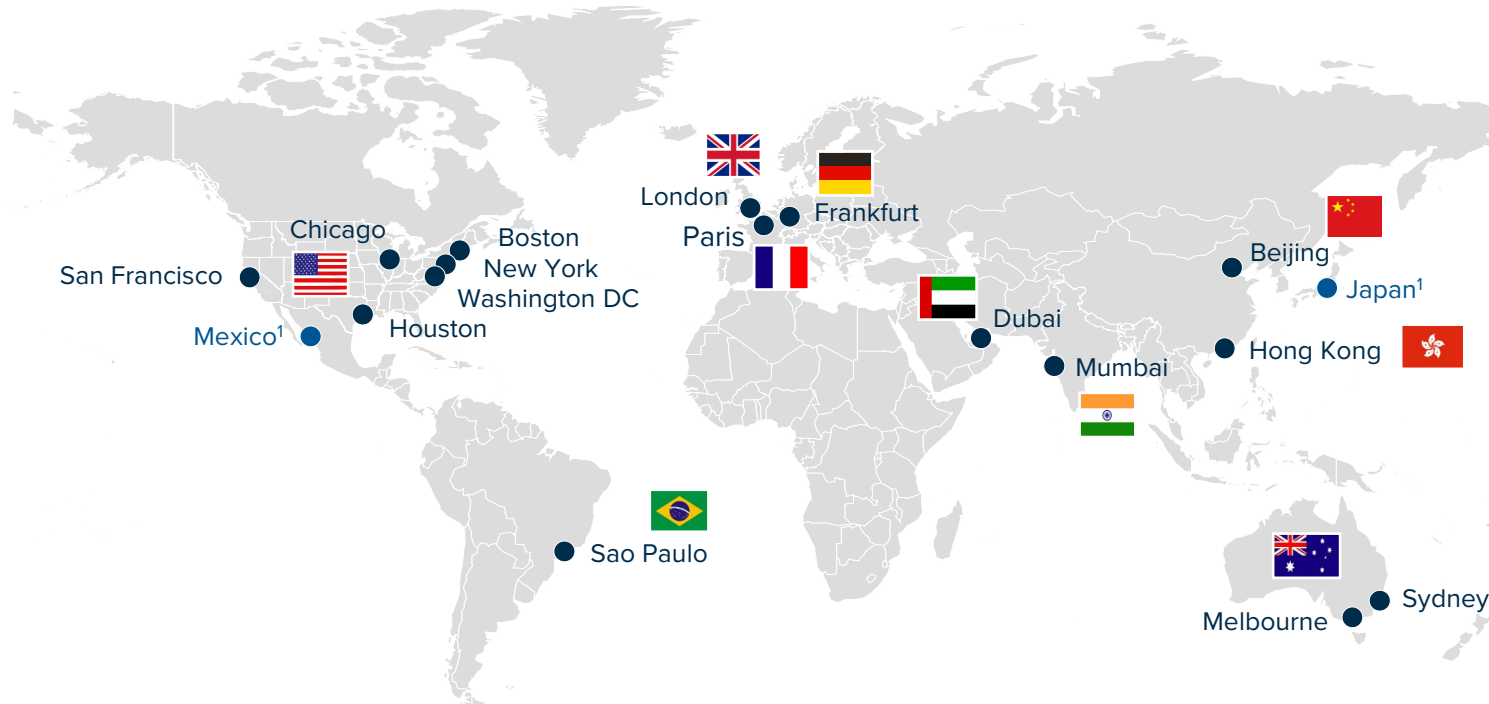 London
Frankfurt
Paris
Chicago
Boston
New York
Washington DC
San Francisco
Houston
Mexico¹
Beijing
Japan¹
Dubai
Hong Kong
Mumbai
Sao Paulo
Sydney
Melbourne